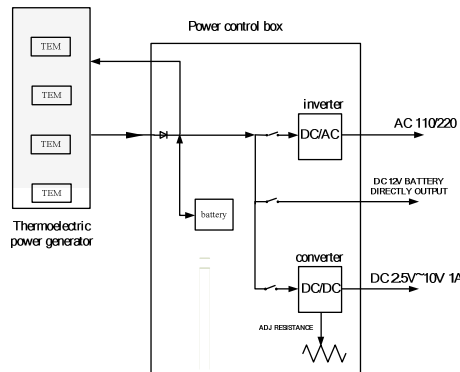 Power control box
TEM
TEM
TEM
TEM
Thermoelectric
power generator
battery
inverter
DC/AC
AC 110/220
DC 12V BATTERY
DIRECTLY OUTPUT
converter
DC/DC
DC 2.5V~10V 1A
ADJ RESISTANCE